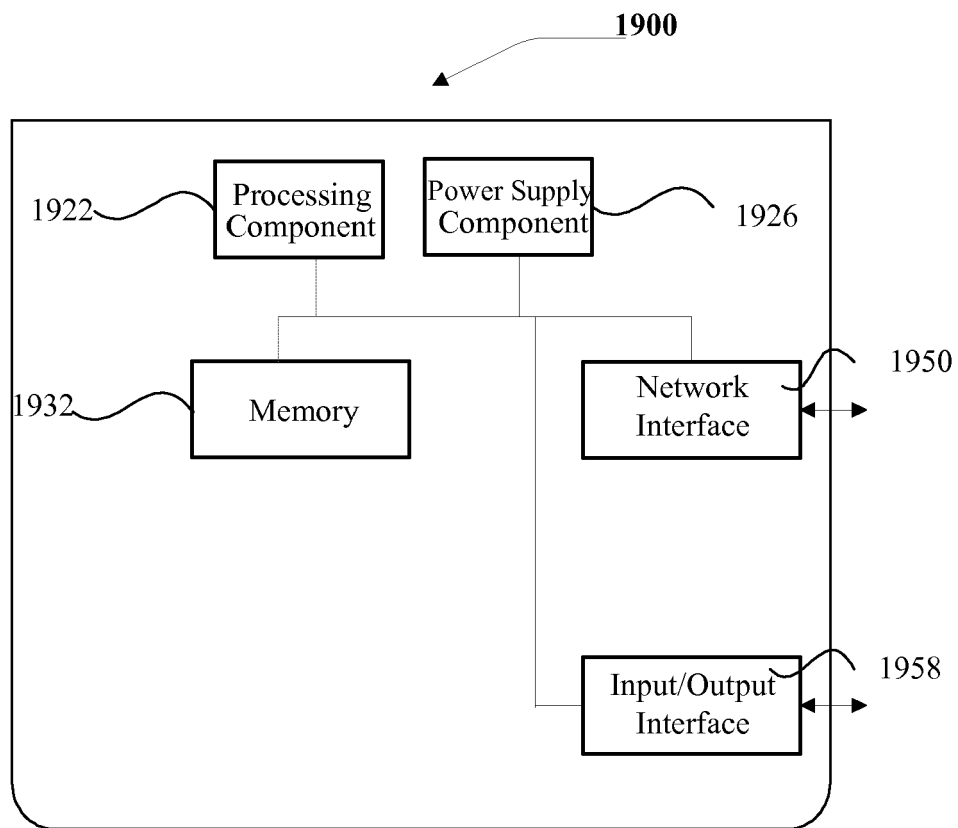 1900
1922
Processing
Component
Power Supply
Component
1926
1932
Memory
Network
Interface
1950
Input/Output
Interface
1958